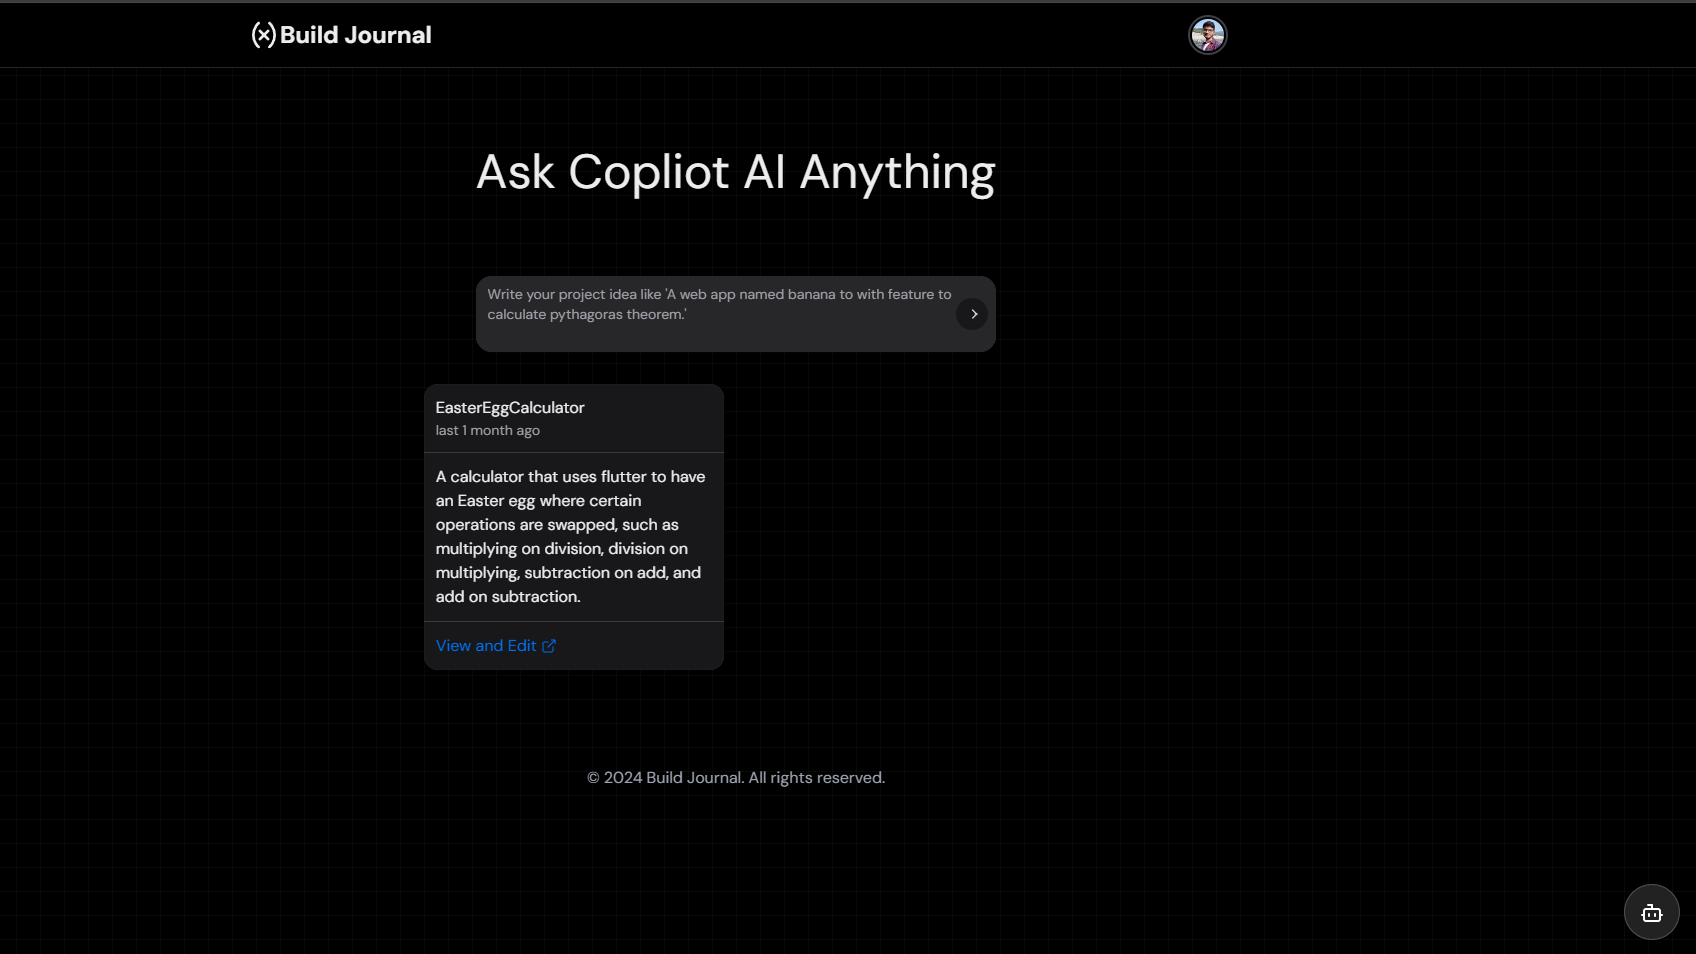 (x) Build Journal
Ask Copliot AI Anything
Write your project idea like 'A web app named banana to with feature to
calculate pythagoras theorem.'
EasterEggCalculator
last 1 month ago
A calculator that uses flutter to have
an Easter egg where certain
operations are swapped, such as
multiplying on division, division on
multiplying, subtraction on add, and
add on subtraction.
View and Edit
© 2024 Build Journal. All rights reserved.